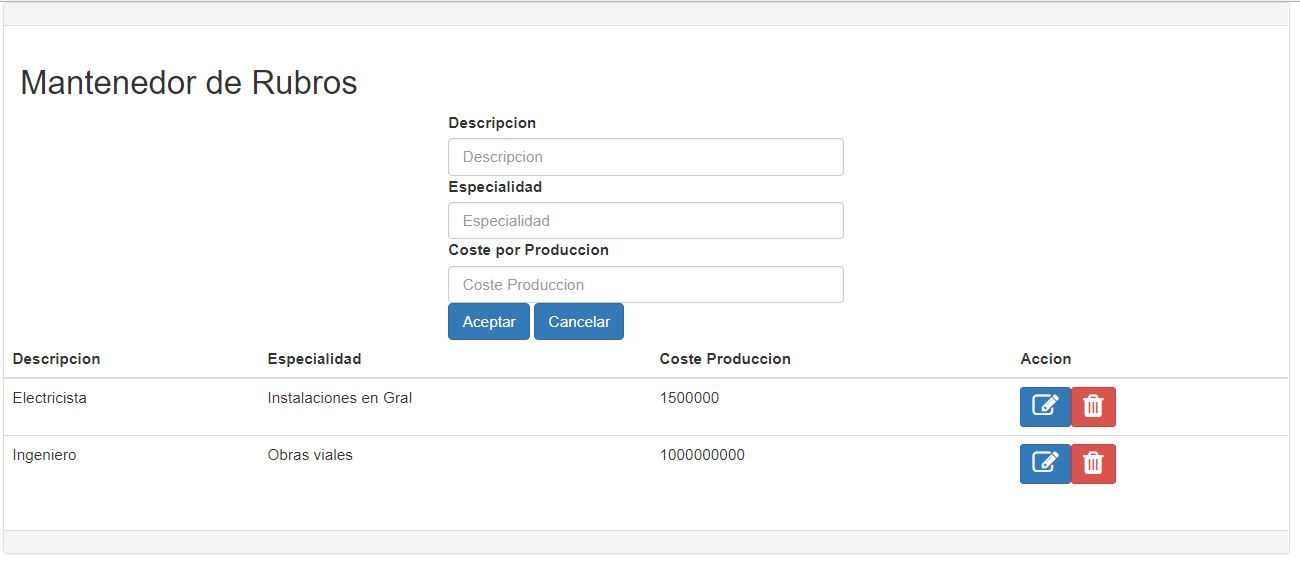 Mantenedor de Rubros
Descripcion
Descripcion
Especialidad
Especialidad
Coste por Produccion
Coste Produccion
Aceptar Cancelar
Descripcion Especialidad Coste Produccion Accion
Electricista Instalaciones en Gral 1500000
Ingeniero Obras viales 1000000000